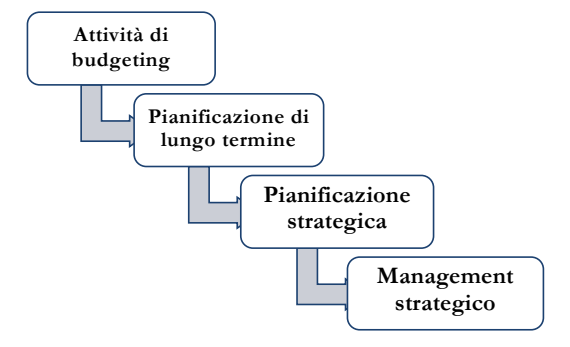 Attività di
budgeting
Pianificazione di
lungo termine
Pianificazione
strategica
Management
strategico